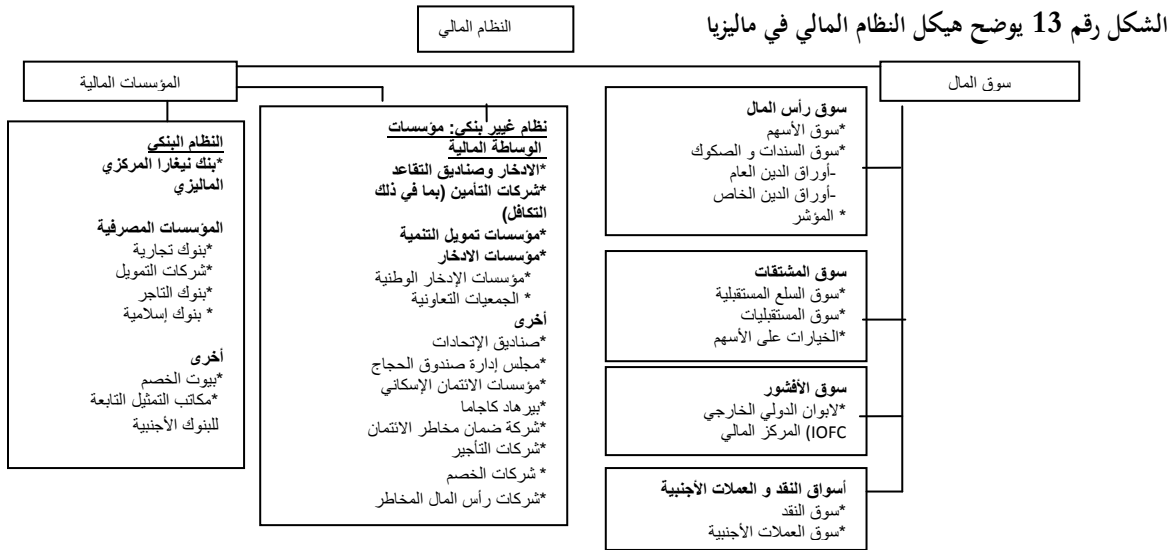 الشكل رقم 13 يوضح هيكل النظام المالي في ماليزيا
النظام المالي
سوق المال
المؤسسات المالية
سوق رأس المال
*سوق الأسهم
*سوق السندات و الصكوك
-أوراق الدين العام
-أوراق الدين الخاص
* المؤشر
سوق المشتقات
*سوق السلع المستقبلية
*سوق المستقبليات
*الخيارات على الأسهم
سوق الأفشور
*لابوان الدولي الخارجي
IOFC) المركز المالي
أسواق النقد و العملات الأجنبية
*سوق النقد
*سوق العملات الأجنبية
نظام غيير بنكي: مؤسسات
الوساطة المالية
*الادخار وصناديق التقاعد
*شركات التأمين (بما في ذلك
التكافل)
*مؤسسات تمويل التنمية
*مؤسسات الادخار
*مؤسسات الإدخار الوطنية
* الجمعيات التعاونية
أخرى
*صناديق الإتحادات
*مجلس إدارة صندوق الحجاج
*مؤسسات الائتمان الإسكاني
*بيرهاد كاجاما
*شركة ضمان مخاطر الائتمان
*شركات التأجير
* شركات الخصم
*شركات رأس المال المخاطر
النظام البنكي
*بنك نيغارا المركزي
الماليزي
المؤسسات المصرفية
*بنوك تجارية
*شركات التمويل
*بنوك التاجر
* بنوك إسلامية
أخرى
*بيوت الخصم
*مكاتب التمثيل التابعة
للبنوك الأجنبية